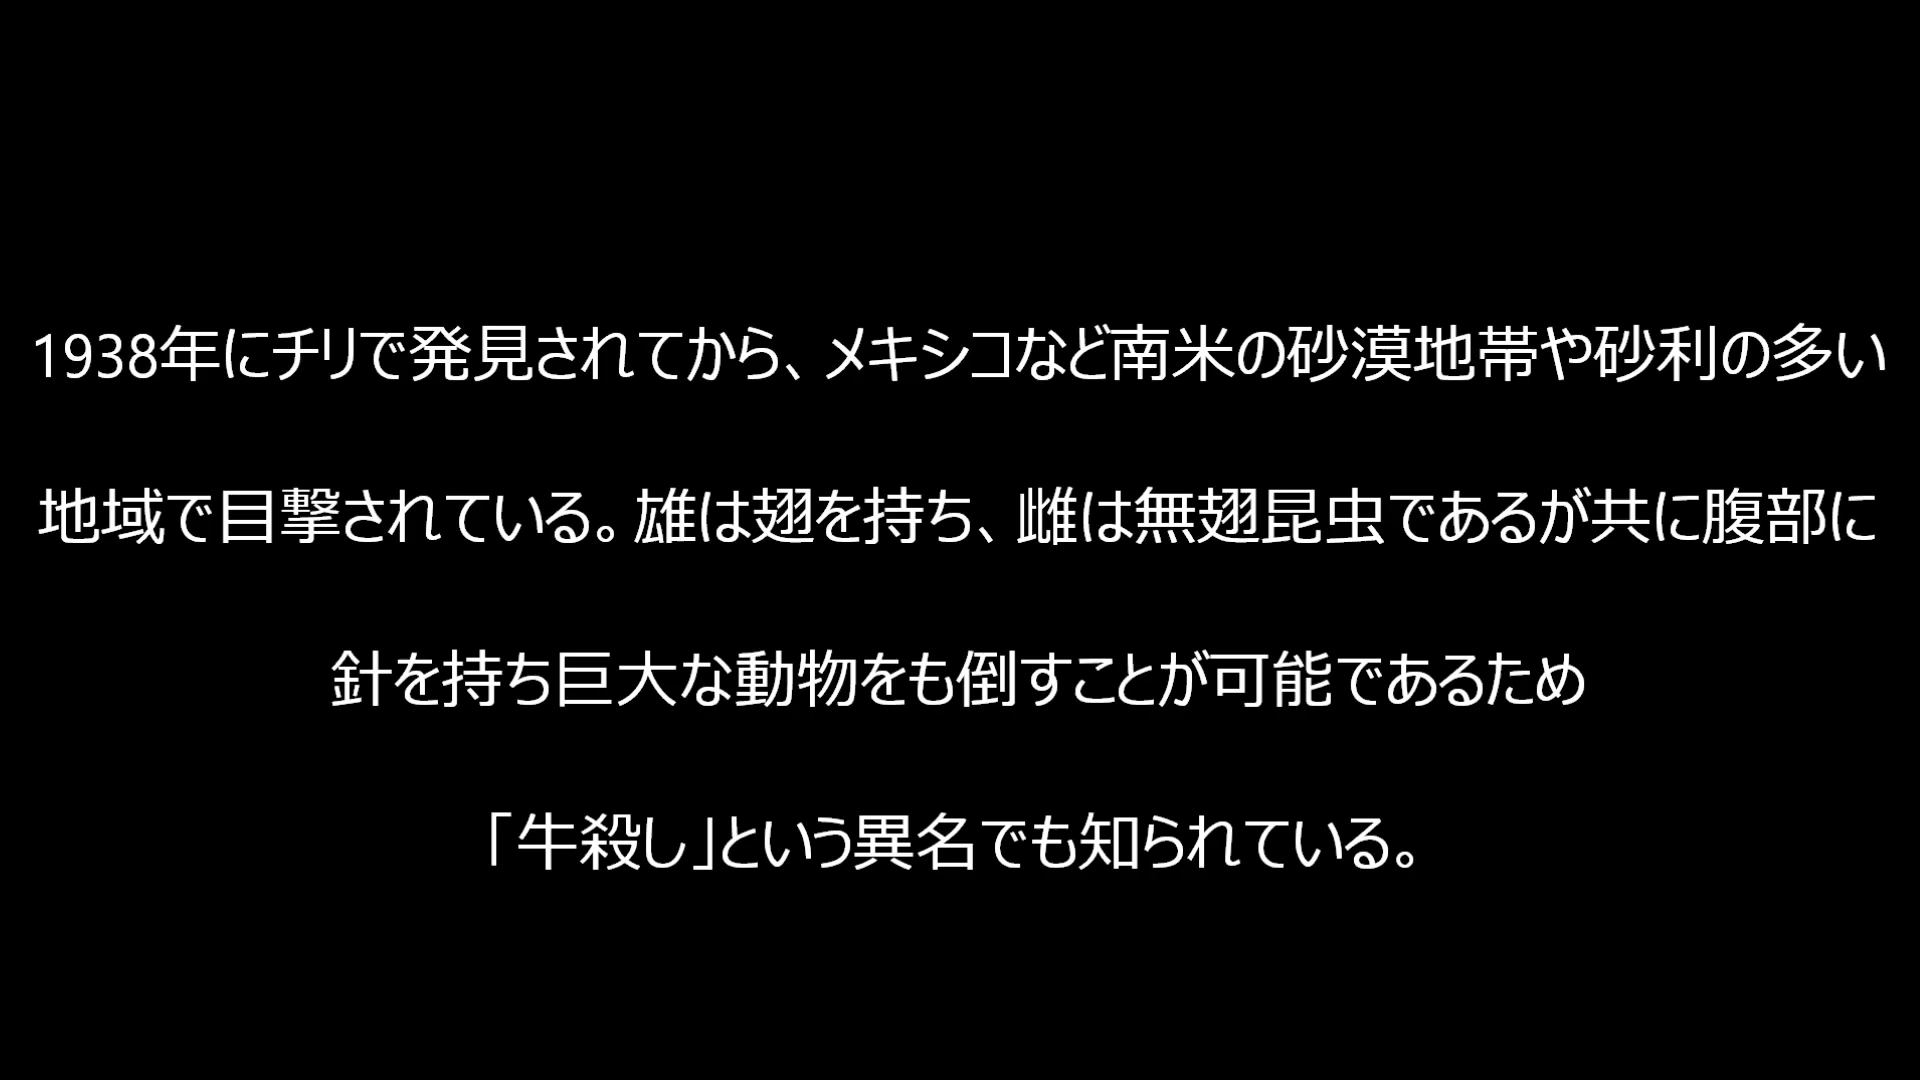 1938年にチリで発見されてから、メキシコなど南米の砂漠地帯や砂利の多い
地域で目撃されている。雄は翅を持ち、雌は無翅昆虫であるが共に腹部に
針を持ち巨大な動物をも倒すことが可能であるため
「牛殺し」という異名でも知られている。